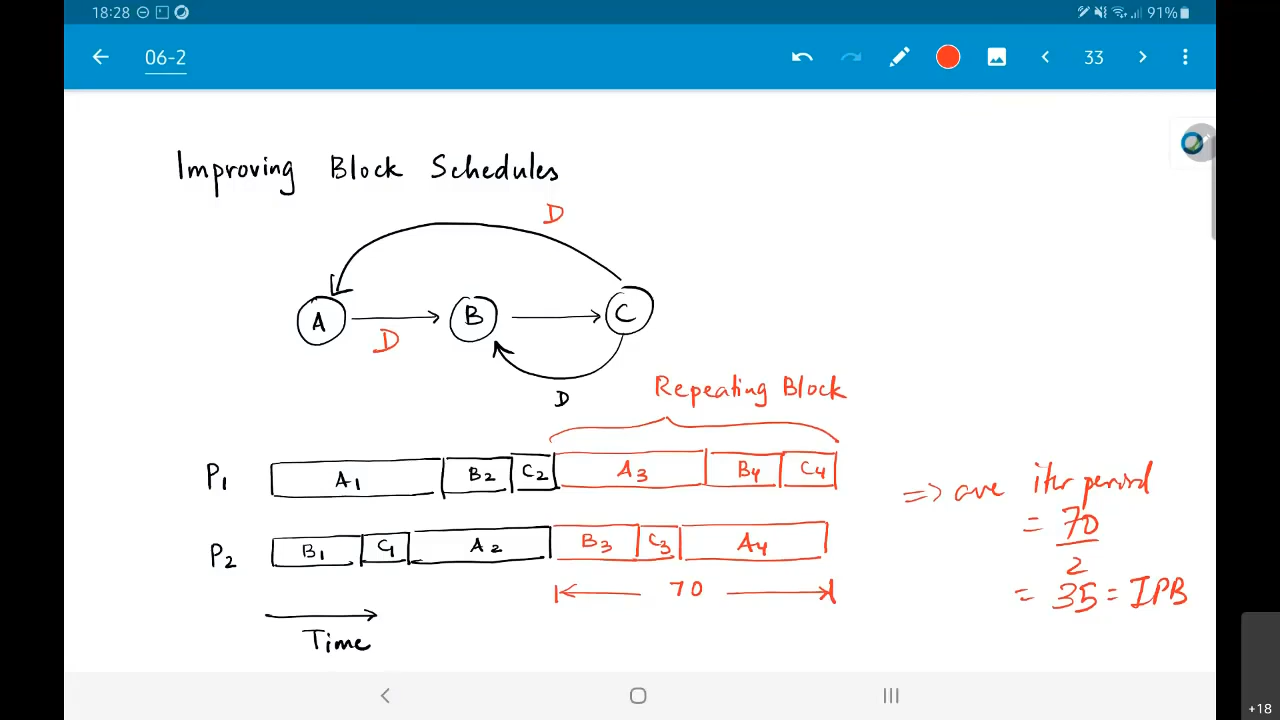 18:28
91%
06-2
33
Improving Block Schedules
D
A
B
C
D
D
Repeating Block
P1 A1 B2 C2 A3 B4 C4
P2 B1 C1 A2 B3 C3 A4
70
Time
=> ave iter period
= 70
2
= 35 = IPB
+18